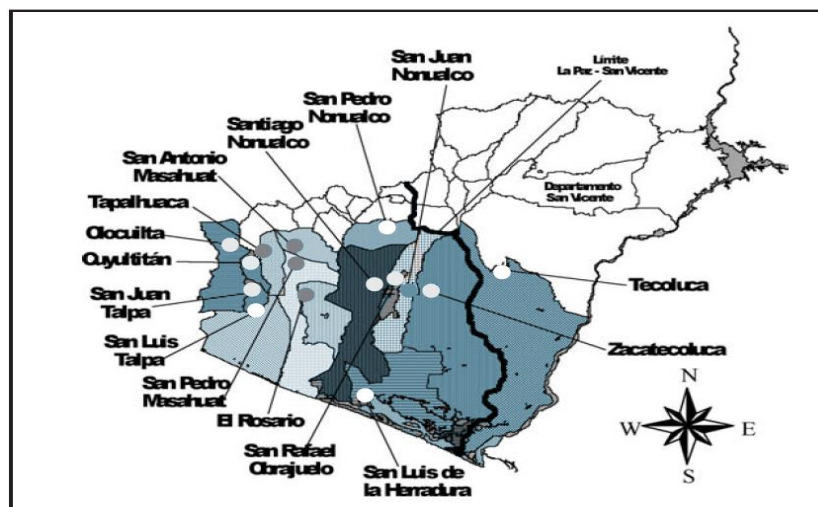 San Juan
Nonualco
Límite
La Paz - San Vicente
San Pedro
Nonualco
Santiago
Nonualco
San Antonio
Masahuat
Tapalhuaca
Olocuilta
Cuyultitán
San Juan
Talpa
San Luis
Talpa
San Pedro
Masahuat
El Rosario
San Rafael
Obrajuelo
San Luis de
la Herradura
Departamento
San Vicente
Tecoluca
Zacatecoluca
N
W
E
S